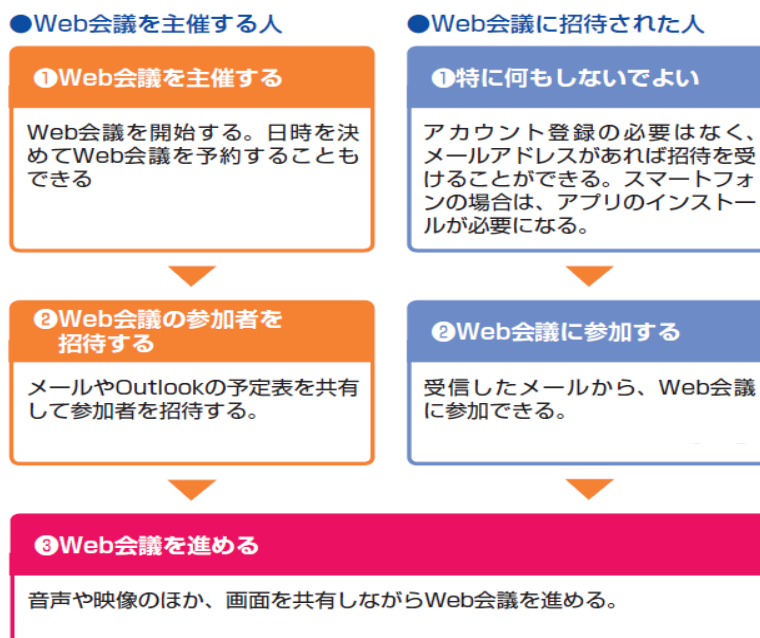 ●Web会議を主催する人
❶Web会議を主催する
Web会議を開始する。日時を決
めてWeb会議を予約することも
できる
❷Web会議の参加者を
招待する
メールやOutlookの予定表を共有
して参加者を招待する。
●Web会議に招待された人
❶特に何もしないでよい
アカウント登録の必要はなく、
メールアドレスがあれば招待を受
けることができる。スマートフォ
ンの場合は、アプリのインストー
ルが必要になる。
❷Web会議に参加する
受信したメールから、Web会議
に参加できる。
❸Web会議を進める
音声や映像のほか、画面を共有しながらWeb会議を進める。